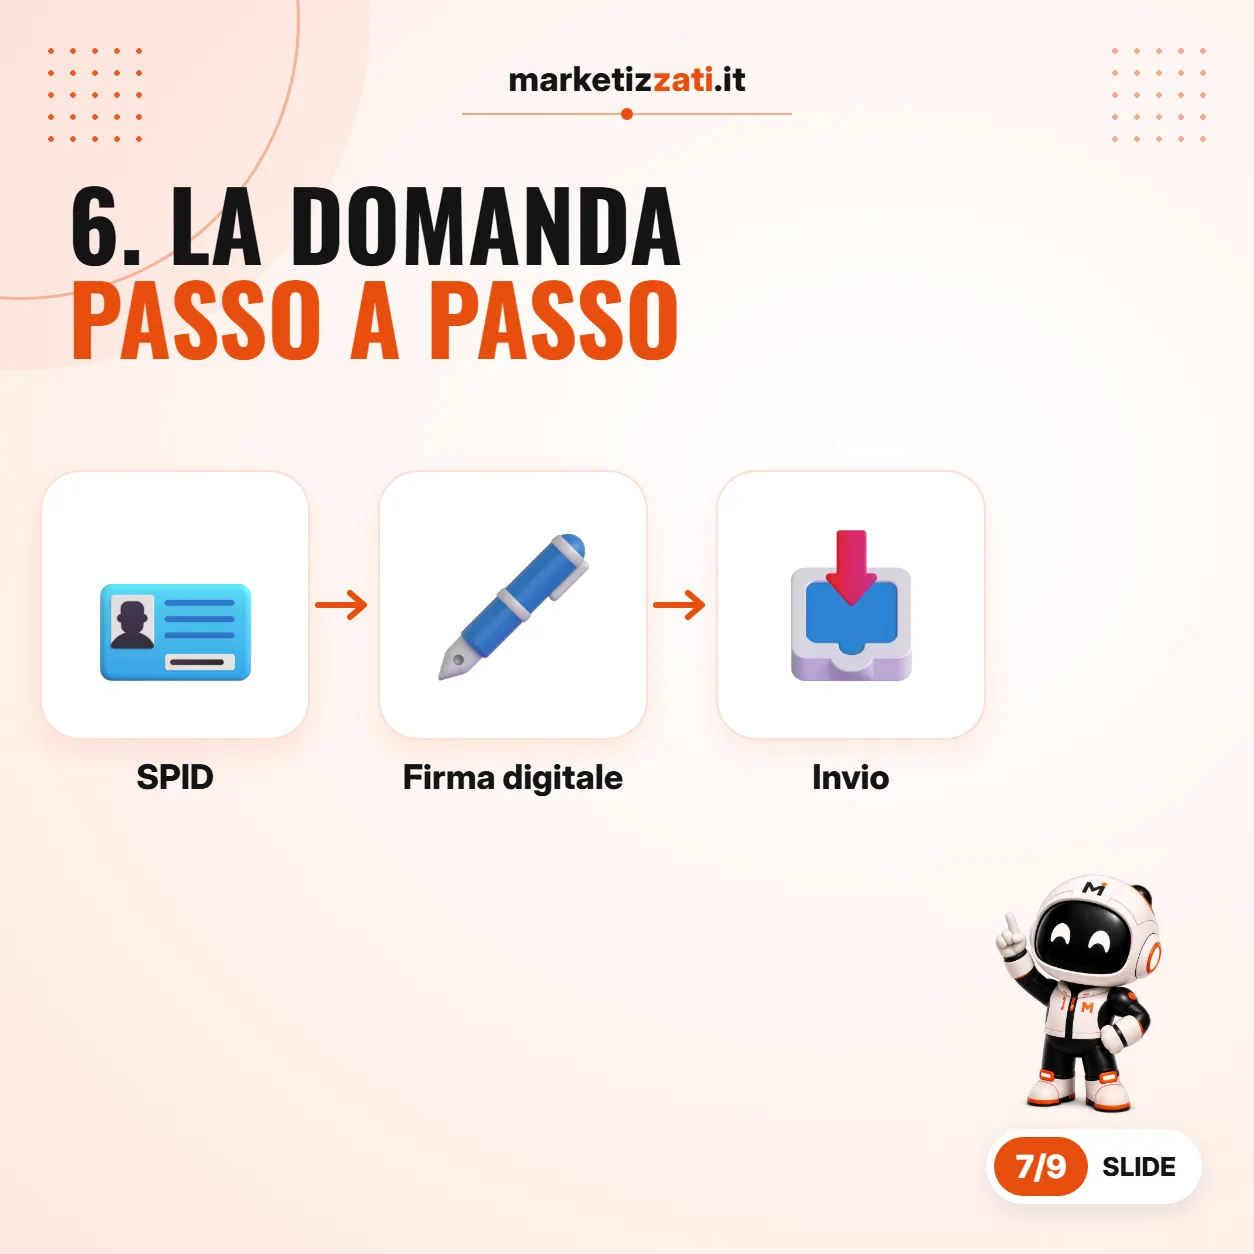 marketizzati.it
6. LA DOMANDA
PASSO A PASSO
SPID
Firma digitale
Invio
M
M
7/9 SLIDE